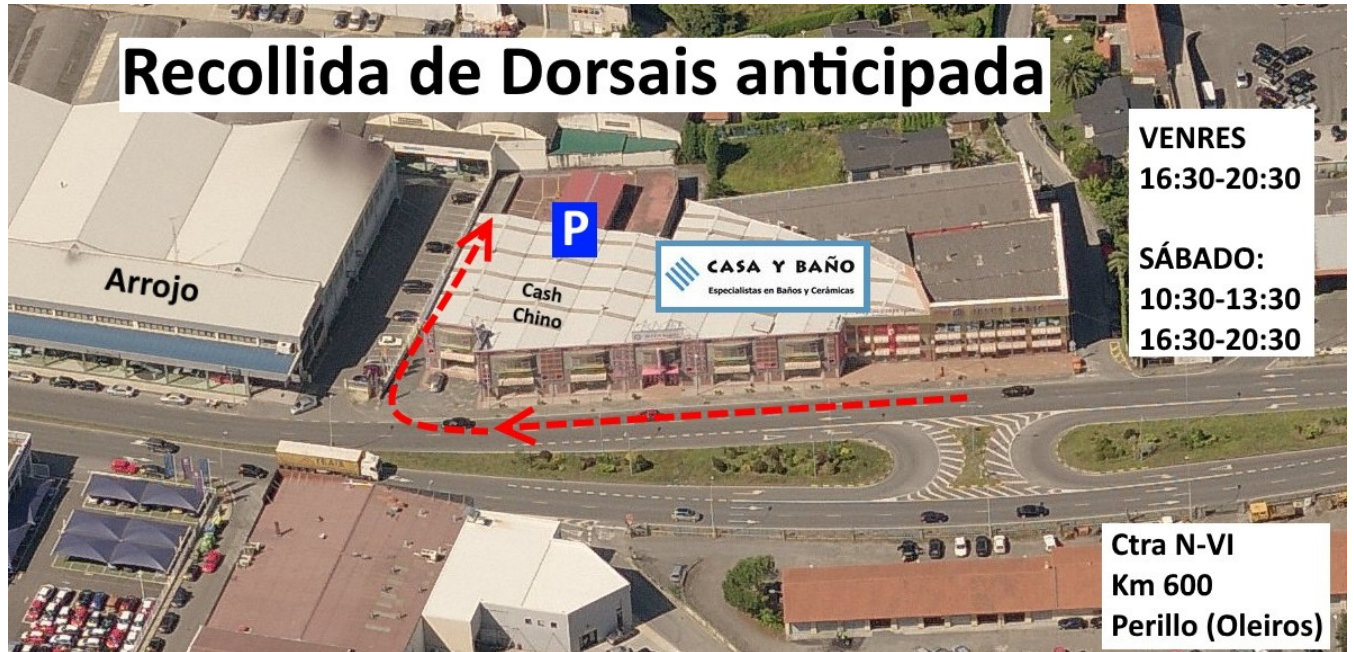 Recollida de Dorsais anticipada
VENRES
16:30-20:30
SÁBADO:
10:30-13:30
16:30-20:30
P
CASA Y BAÑO
Especialistas en Baños y Cerámicas
Arrojo
Cash
Chino
Ctra N-VI
Km 600
Perillo (Oleiros)